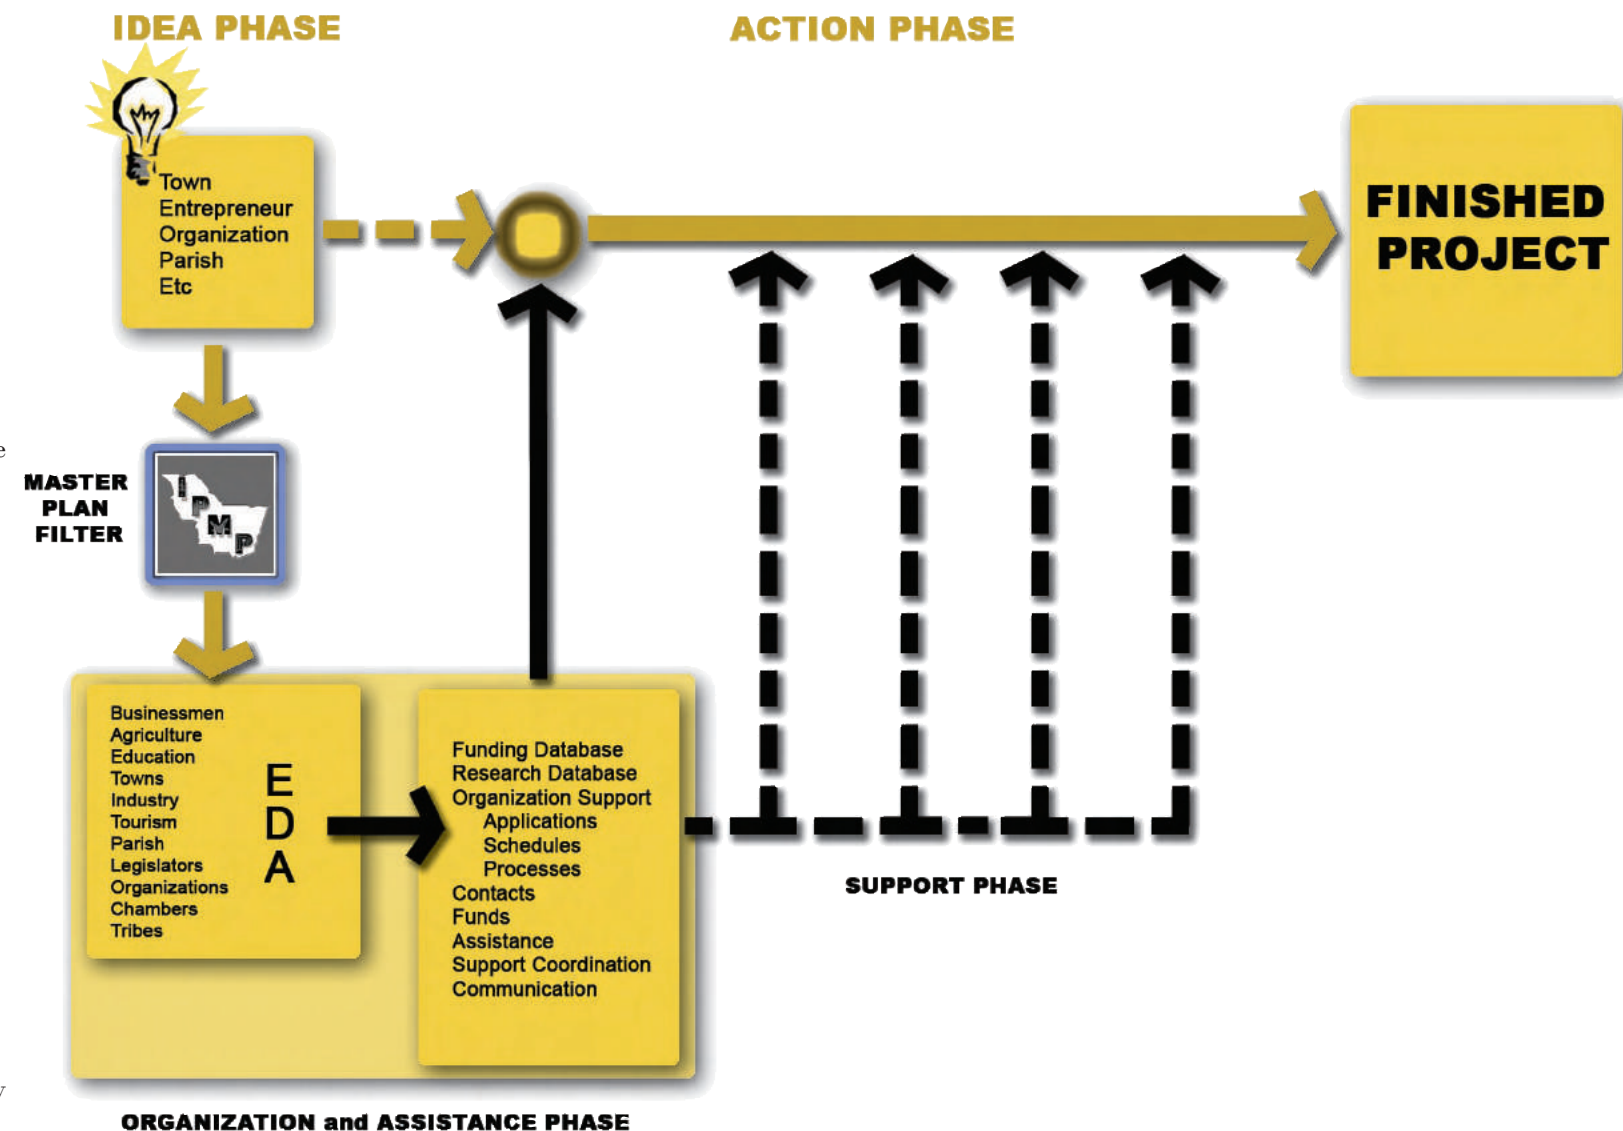 IDEA PHASE
ACTION PHASE
Town
Entrepreneur
Organization
Parish
Etc
FINISHED
PROJECT
e
MASTER
PLAN
FILTER
I
P
M
P
Businessmen
Agriculture
Education
Towns
Industry
Tourism
Parish
Legislators
Organizations
Chambers
Tribes
E
D
A
Funding Database
Research Database
Organization Support
Applications
Schedules
Processes
Contacts
Funds
Assistance
Support Coordination
Communication
SUPPORT PHASE
y
ORGANIZATION and ASSISTANCE PHASE